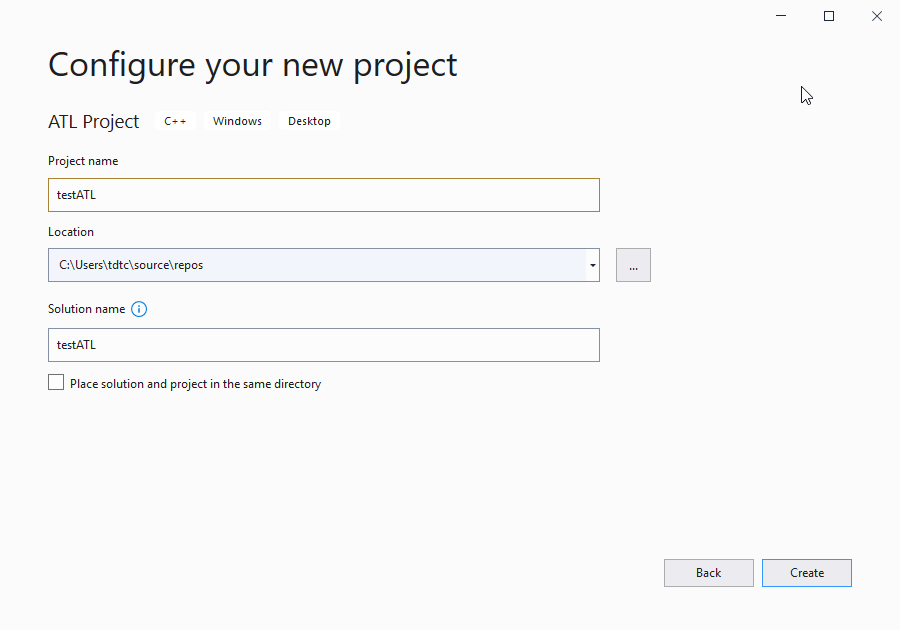 Configure your new project
ATL Project C++ Windows Desktop
Project name
testATL
Location
C:\Users\tdtc\source\repos
...
Solution name
testATL
Place solution and project in the same directory
Back Create